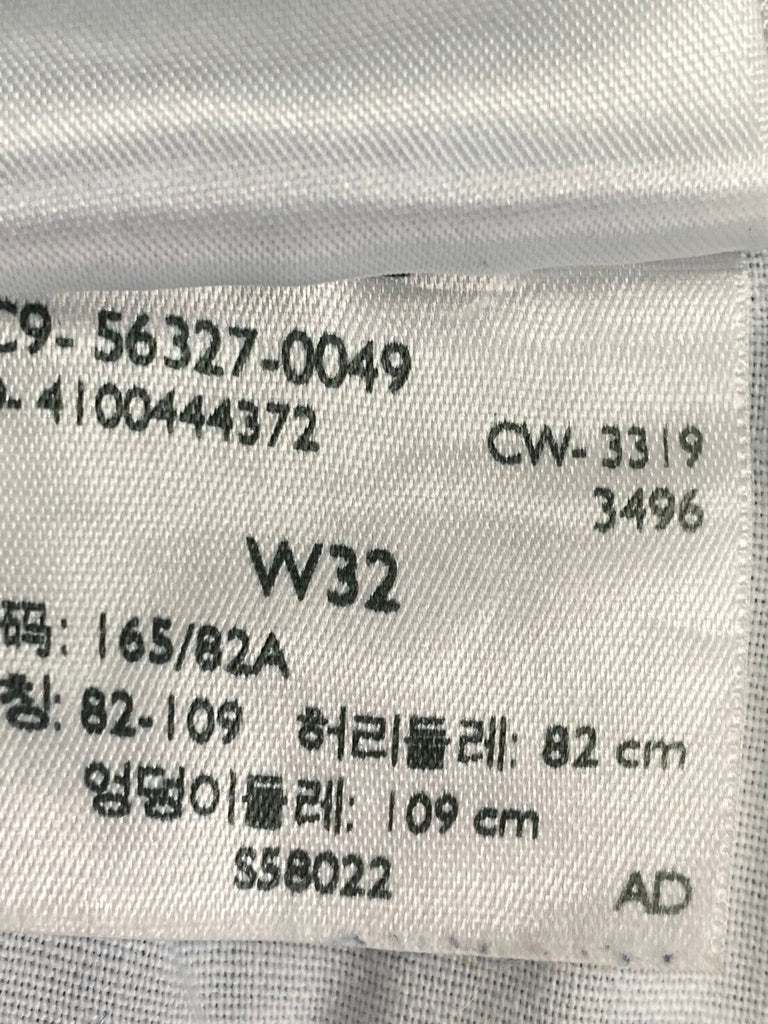 C9- 56327-0049
- 4100444372
CW- 3319
3496
W32
码: 165/82A
칭: 82-109 허리둘레: 82 cm
엉덩이둘레: 109 cm
S58022
AD